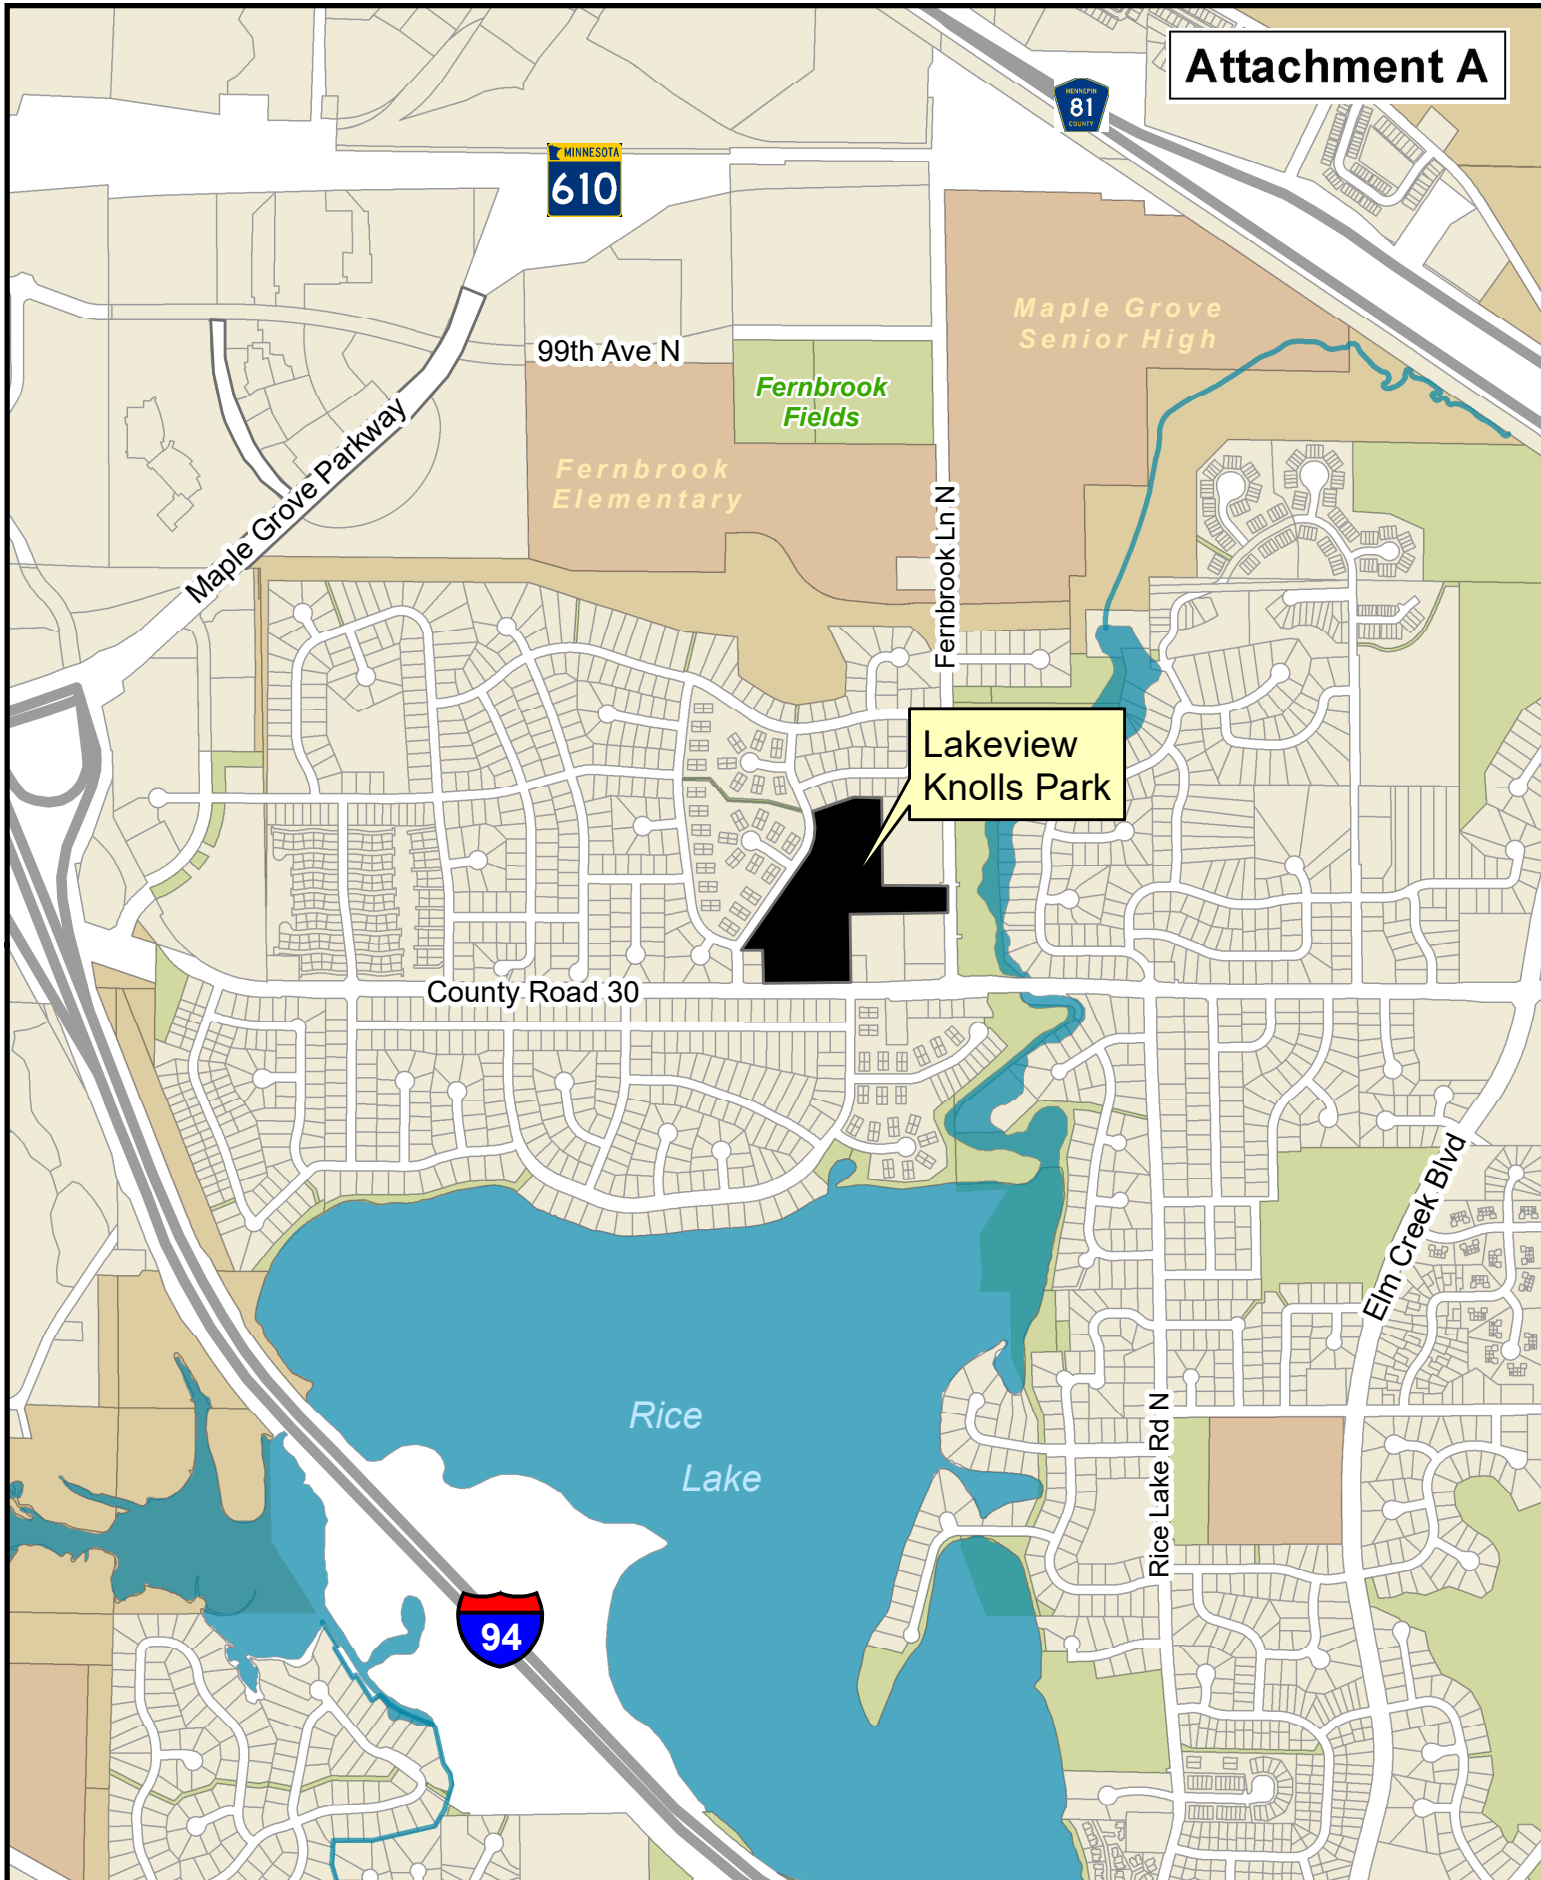 Attachment A
HENNEPIN
81
COUNTY
MINNESOTA
610
Maple Grove
Senior High
99th Ave N
Fernbrook
Fields
Maple Grove Parkway
Fernbrook
Elementary
Fernbrook Ln N
Lakeview
Knolls Park
County Road 30
Elm Creek Blvd
Rice
Lake
Rice Lake Rd N
94